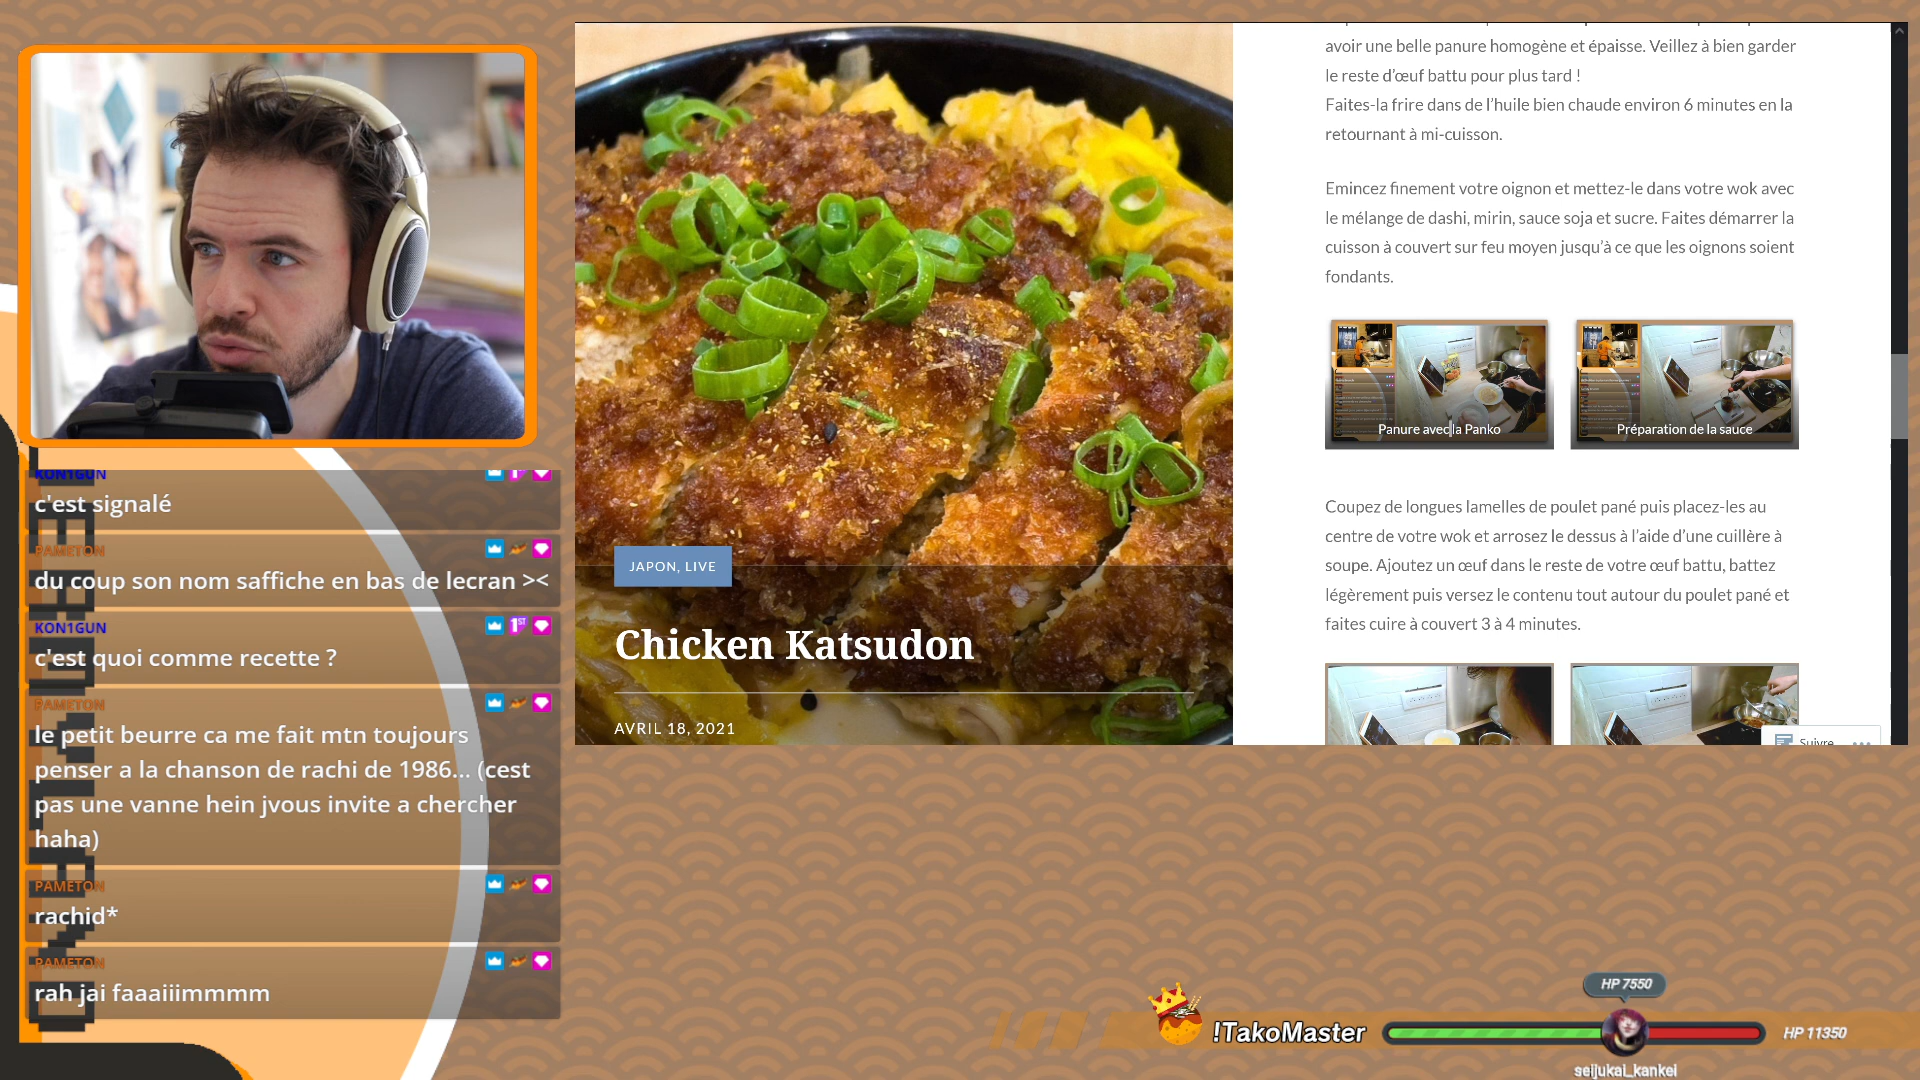 KON1GUN
c'est signalé
PAMETON
du coup son nom saffiche en bas de lecran ><
KON1GUN
1ST
c'est quoi comme recette ?
PAMETON
le petit beurre ca me fait mtn toujours
penser a la chanson de rachi de 1986... (cest
pas une vanne hein jvous invite a chercher
haha)
PAMETON
rachid*
PAMETON
rah jai faaaiiimmmm
JAPON, LIVE
Chicken Katsudon
AVRIL 18, 2021
avoir une belle panure homogène et épaisse. Veillez à bien garder
le reste d’œuf battu pour plus tard !
Faites-la frire dans de l’huile bien chaude environ 6 minutes en la
retournant à mi-cuisson.
Emincez finement votre oignon et mettez-le dans votre wok avec
le mélange de dashi, mirin, sauce soja et sucre. Faites démarrer la
cuisson à couvert sur feu moyen jusqu’à ce que les oignons soient
fondants.
Panure avec la Panko
Préparation de la sauce
Coupez de longues lamelles de poulet pané puis placez-les au
centre de votre wok et arrosez le dessus à l’aide d’une cuillère à
soupe. Ajoutez un œuf dans le reste de votre œuf battu, battez
légèrement puis versez le contenu tout autour du poulet pané et
faites cuire à couvert 3 à 4 minutes.
Suivre
HP 7550
!TakoMaster
HP 11350
seijukai_kankei